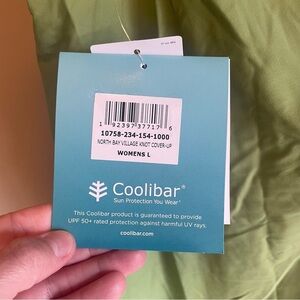 1 92397 37717 6
10758-234-154-1000
NORTH BAY VILLAGE KNOT COVER-UP
WOMENS L
Coolibar®
Sun Protection You Wear®
This Coolibar product is guaranteed to provide
UPF 50+ rated protection against harmful UV rays.
coolibar.com